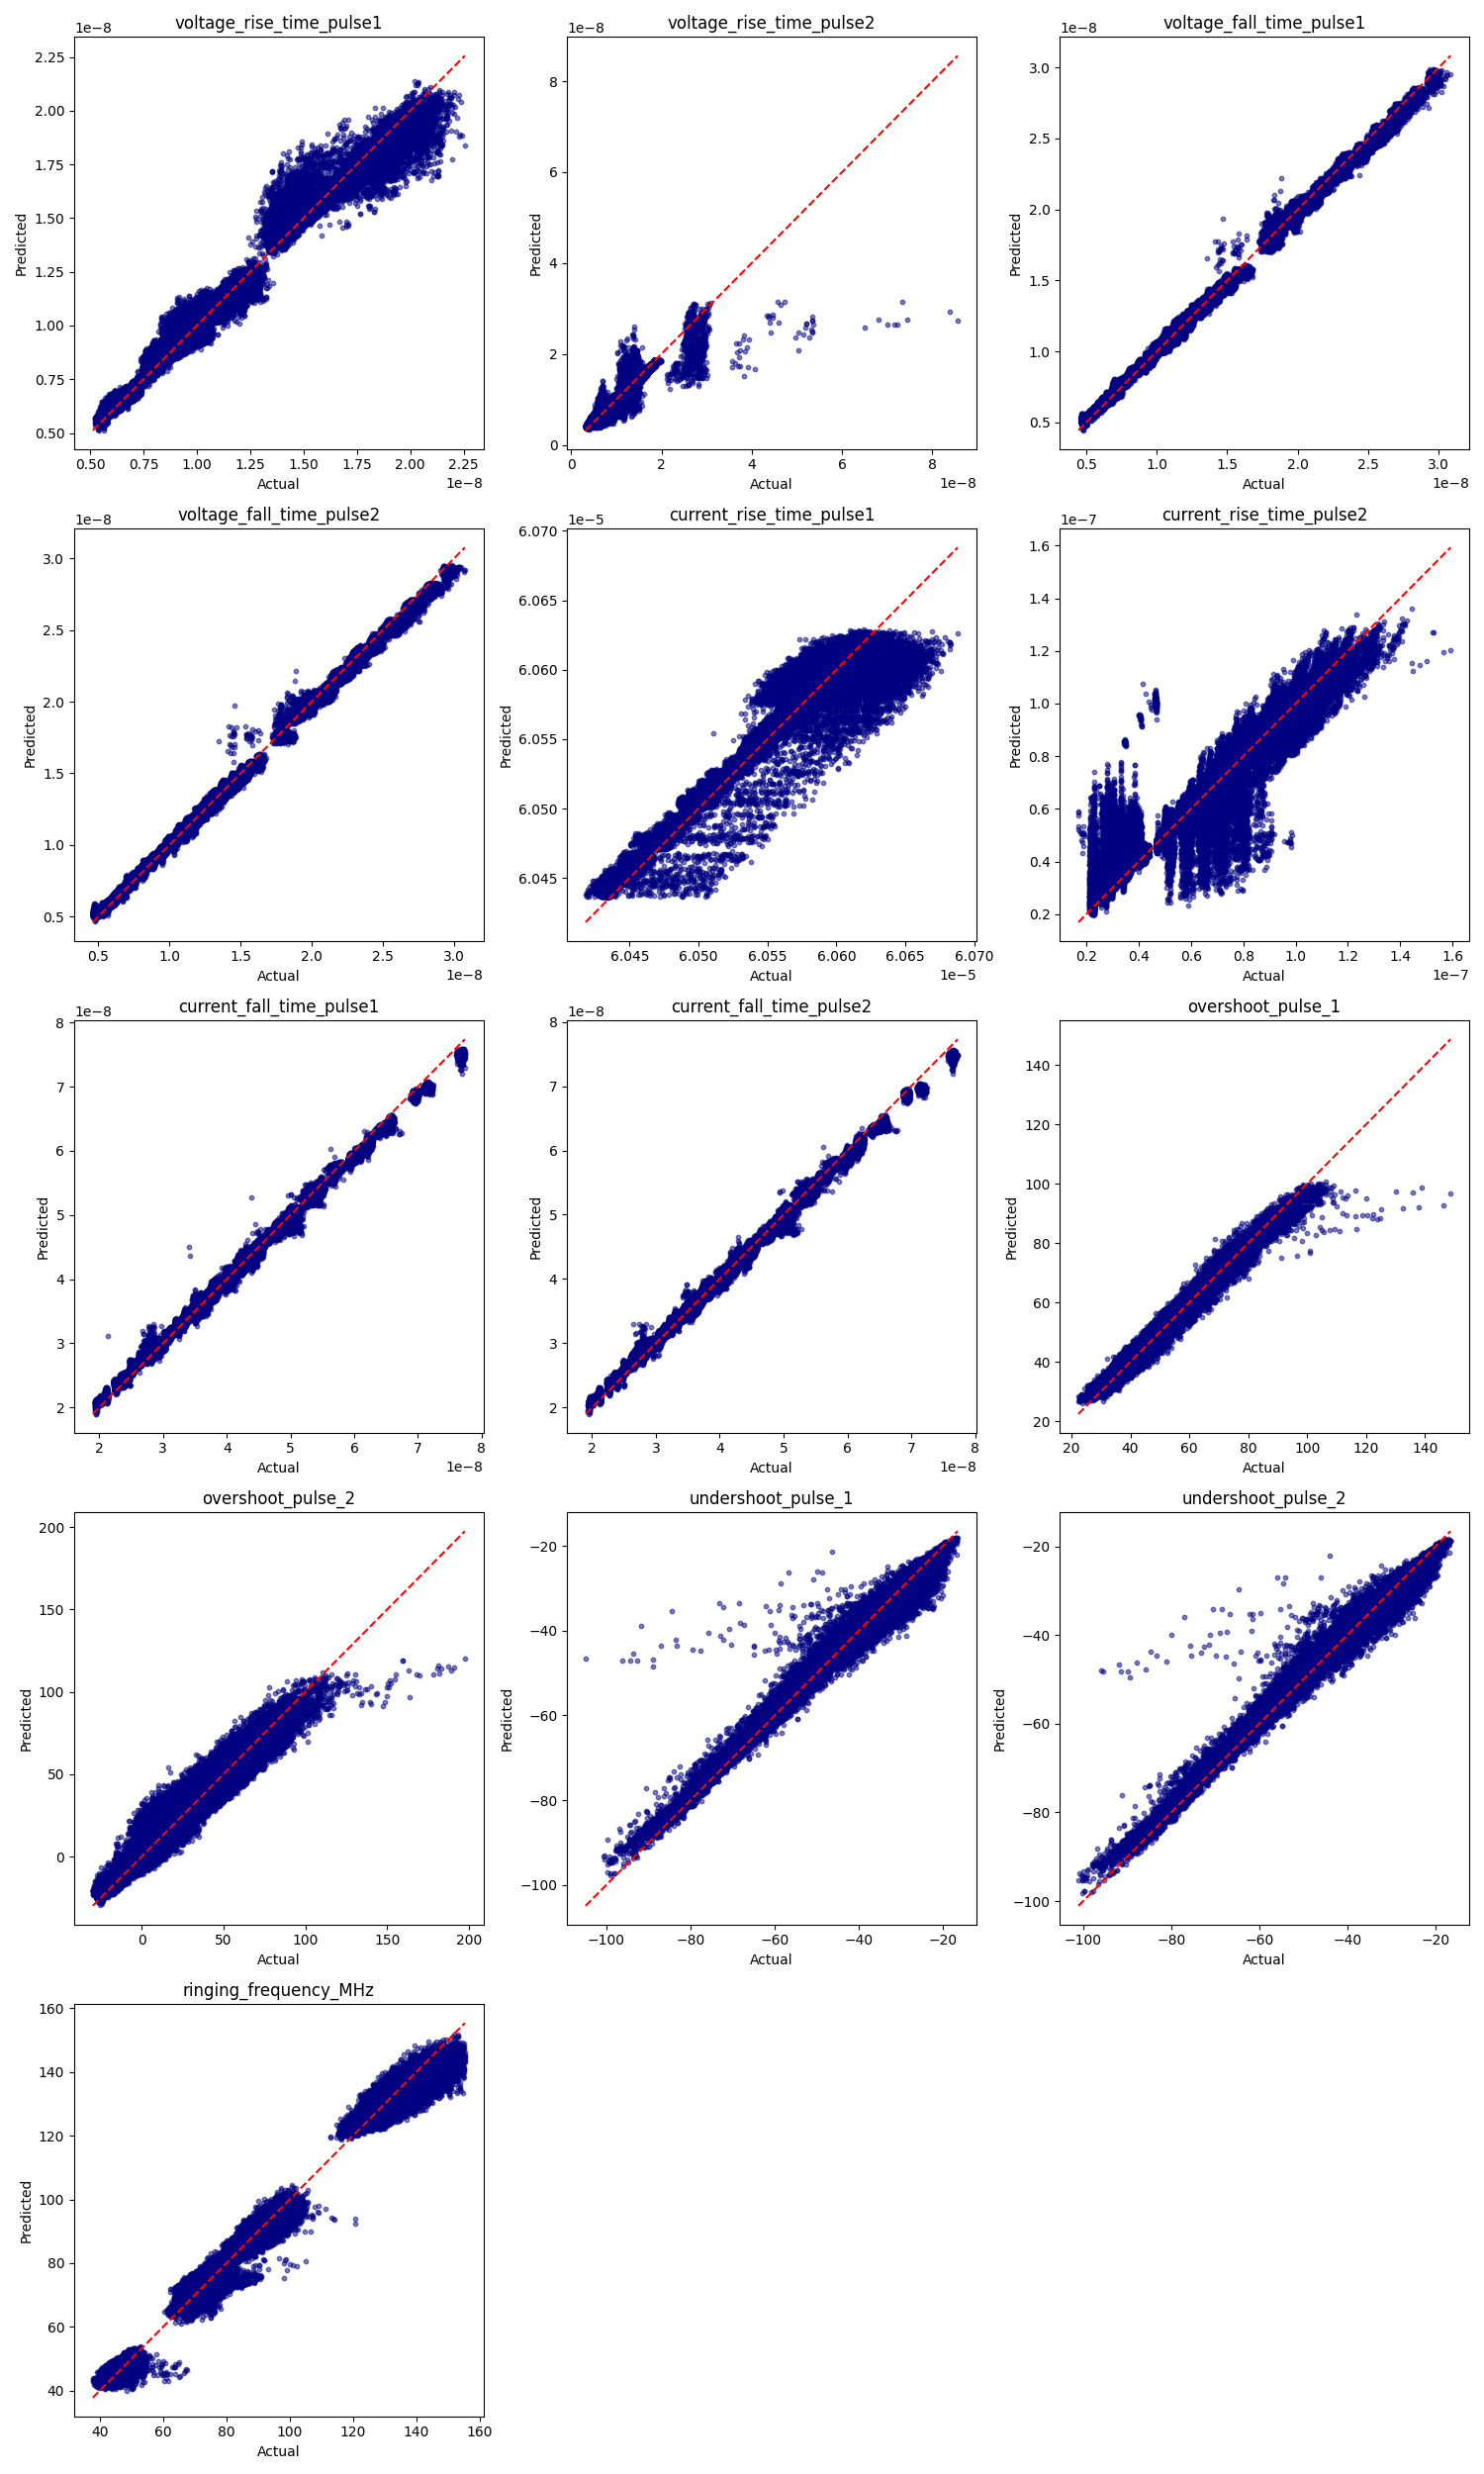 voltage_rise_time_pulse1
1e−8
2.25
2.00
1.75
1.50
1.25
1.00
0.75
0.50
Predicted
0.50 0.75 1.00 1.25 1.50 1.75 2.00 2.25
Actual
1e−8
voltage_rise_time_pulse2
1e−8
8
6
4
2
0
Predicted
0 2 4 6 8
Actual
1e−8
voltage_fall_time_pulse1
1e−8
3.0
2.5
2.0
1.5
1.0
0.5
Predicted
0.5 1.0 1.5 2.0 2.5 3.0
Actual
1e−8
voltage_fall_time_pulse2
1e−8
3.0
2.5
2.0
1.5
1.0
0.5
Predicted
0.5 1.0 1.5 2.0 2.5 3.0
Actual
1e−8
current_rise_time_pulse1
1e−5
6.070
6.065
6.060
6.055
6.050
6.045
Predicted
6.045 6.050 6.055 6.060 6.065 6.070
Actual
1e−5
current_rise_time_pulse2
1e−7
1.6
1.4
1.2
1.0
0.8
0.6
0.4
0.2
Predicted
0.2 0.4 0.6 0.8 1.0 1.2 1.4 1.6
Actual
1e−7
current_fall_time_pulse1
1e−8
8
7
6
5
4
3
2
Predicted
2 3 4 5 6 7 8
Actual
1e−8
current_fall_time_pulse2
1e−8
8
7
6
5
4
3
2
Predicted
2 3 4 5 6 7 8
Actual
1e−8
overshoot_pulse_1
140
120
100
80
60
40
20
Predicted
20 40 60 80 100 120 140
Actual
overshoot_pulse_2
200
150
100
50
0
Predicted
0 50 100 150 200
Actual
undershoot_pulse_1
−20
−40
−60
−80
−100
Predicted
−100 −80 −60 −40 −20
Actual
undershoot_pulse_2
−20
−40
−60
−80
−100
Predicted
−100 −80 −60 −40 −20
Actual
ringing_frequency_MHz
160
140
120
100
80
60
40
Predicted
40 60 80 100 120 140 160
Actual